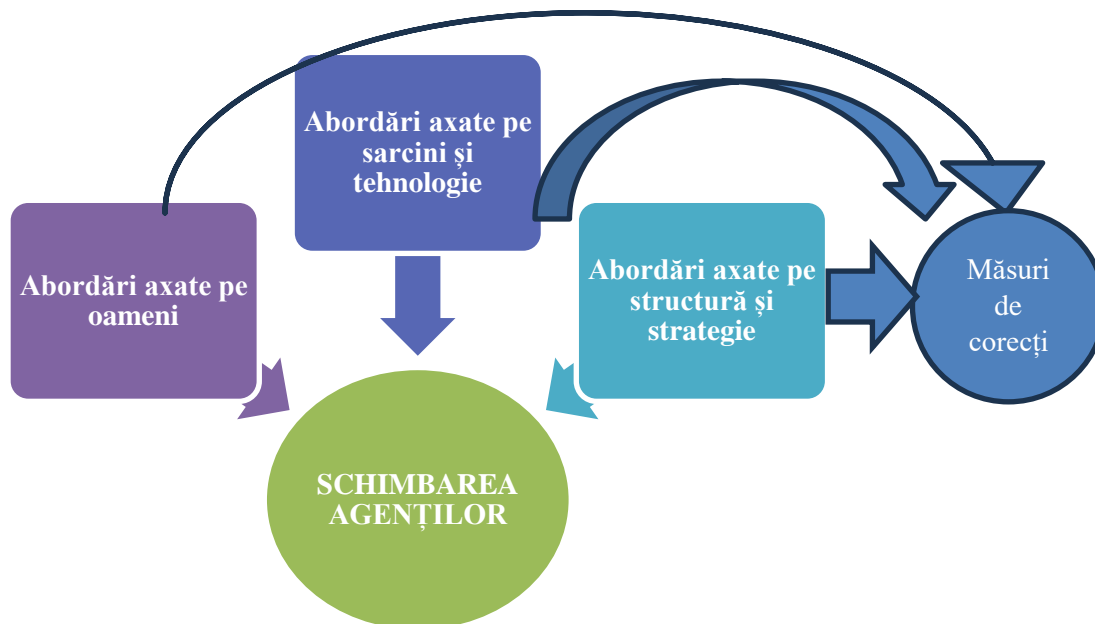 Abordări axate pe
sarcini și
tehnologie
Abordări axate pe
oameni
Abordări axate pe
structură și
strategie
Măsuri
de
corecți
SCHIMBAREA
AGENȚILOR